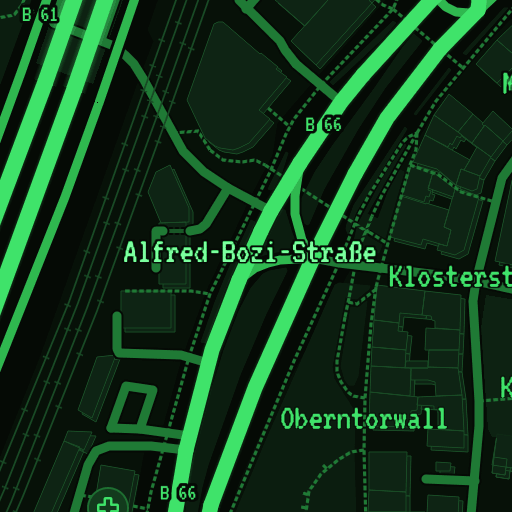 B 61
M
B 66
Alfred-Bozi-Straße
Klosterst
K
Oberntorwall
B 66